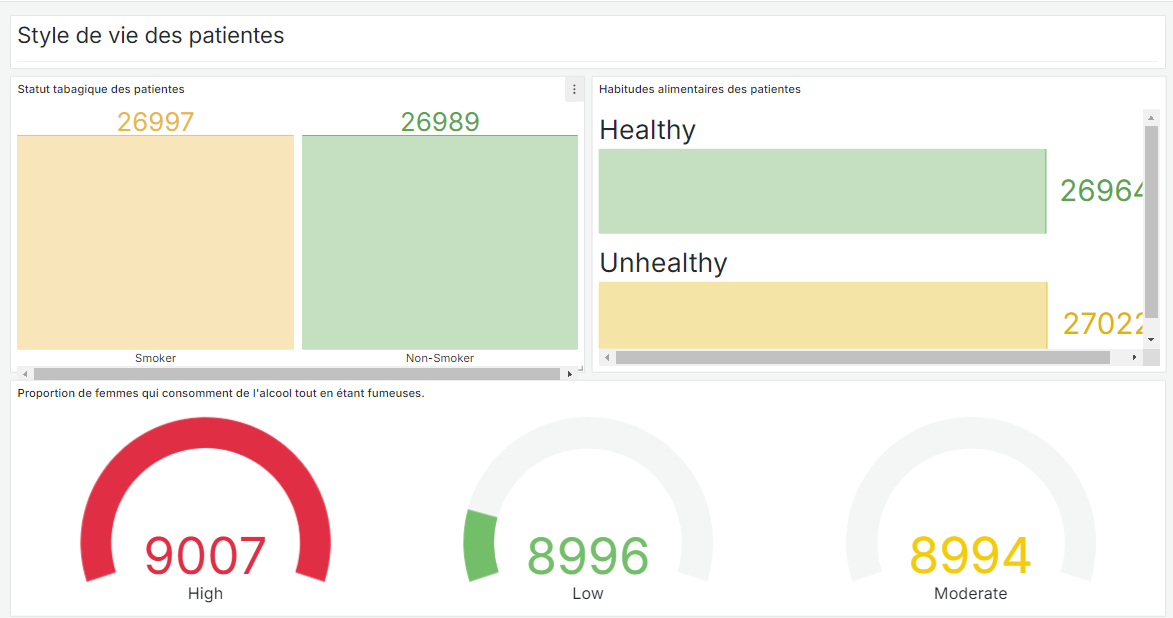 Style de vie des patientes
Statut tabagique des patientes
26997
26989
Smoker
Non-Smoker
Habitudes alimentaires des patientes
Healthy
26964
Unhealthy
27022
Proportion de femmes qui consomment de l'alcool tout en étant fumeuses.
9007
High
8996
Low
8994
Moderate